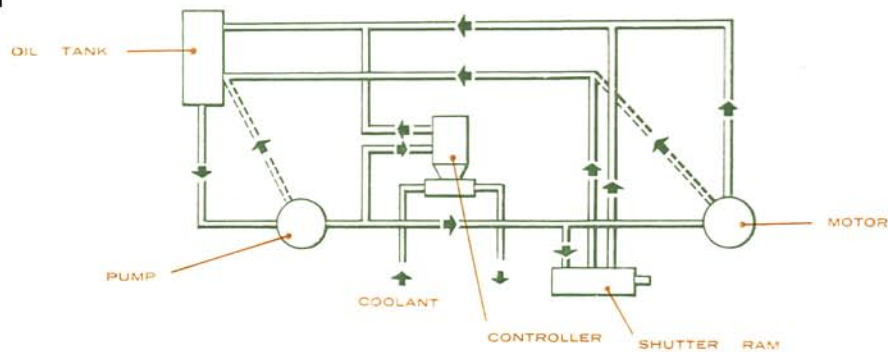 OIL TANK
MOTOR
PUMP
COOLANT
CONTROLLER
SHUTTER RAM